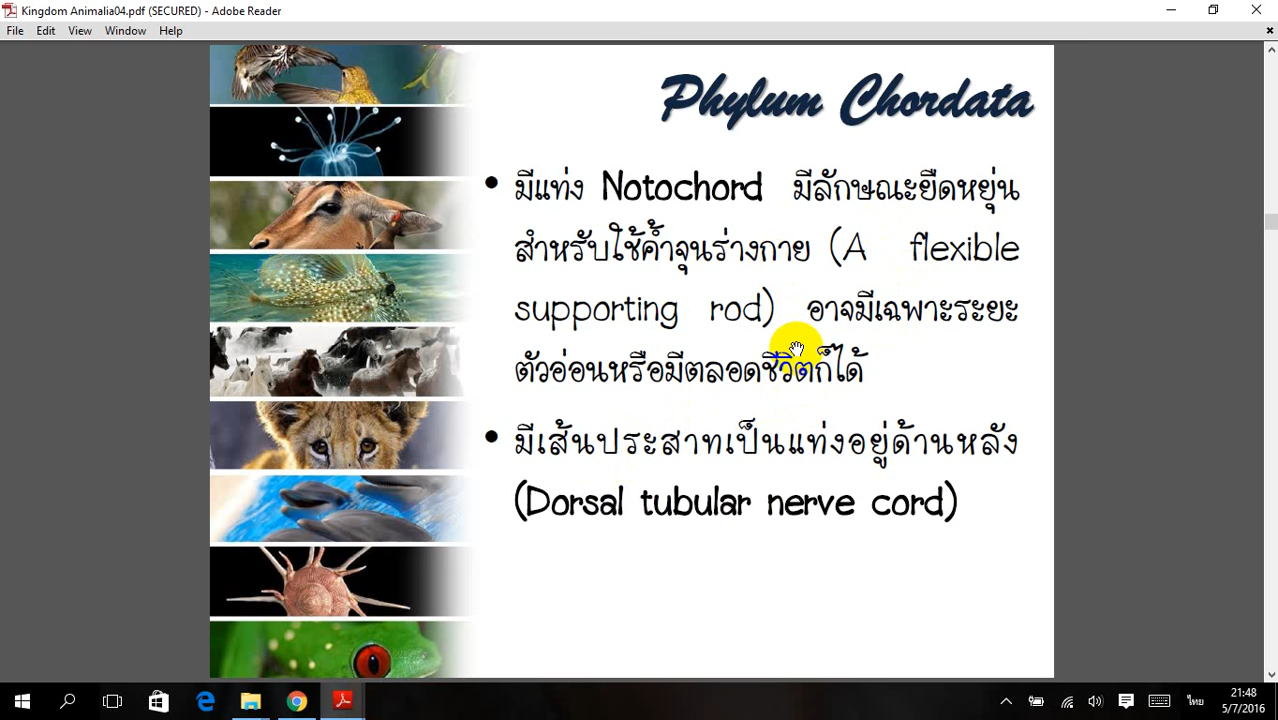 Kingdom Animalia04.pdf (SECURED) - Adobe Reader
File Edit View Window Help
Phylum Chordata
• มีแท่ง Notochord มีลักษณะยืดหยุ่น
สำหรับใช้ค้ำจุนร่างกาย (A flexible
supporting rod) อาจมีเฉพาะระยะ
ตัวอ่อนหรือมีตลอดชีวิตก็ได้
• มีเส้นประสาทเป็นแท่งอยู่ด้านหลัง
(Dorsal tubular nerve cord)
ไทย
21:48
5/7/2016